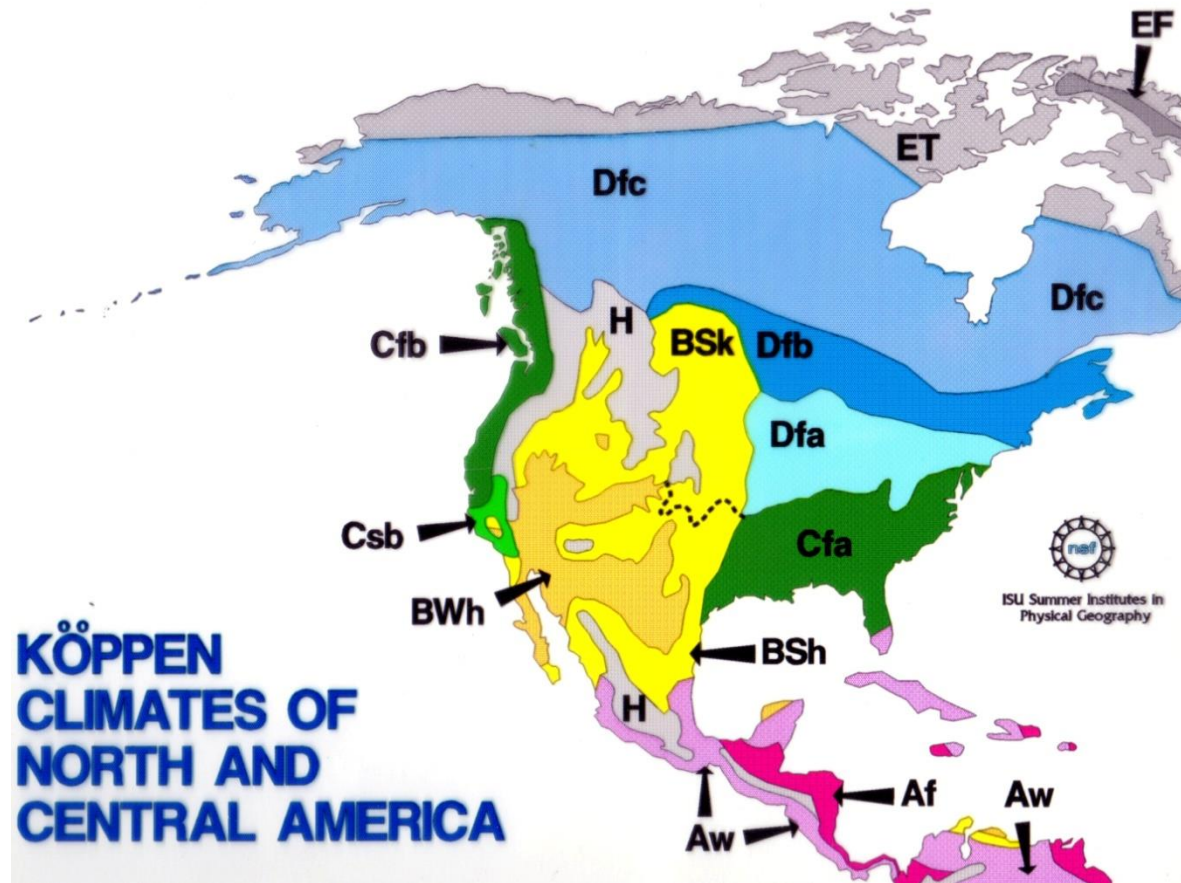 EF
ET
Dfc
Dfc
H
Cfb
BSk
Dfb
Dfa
Csb
Cfa
nsf
ISU Summer Institutes in
Physical Geography
BWh
BSh
KÖPPEN
CLIMATES OF
NORTH AND
CENTRAL AMERICA
H
Af
Aw
Aw